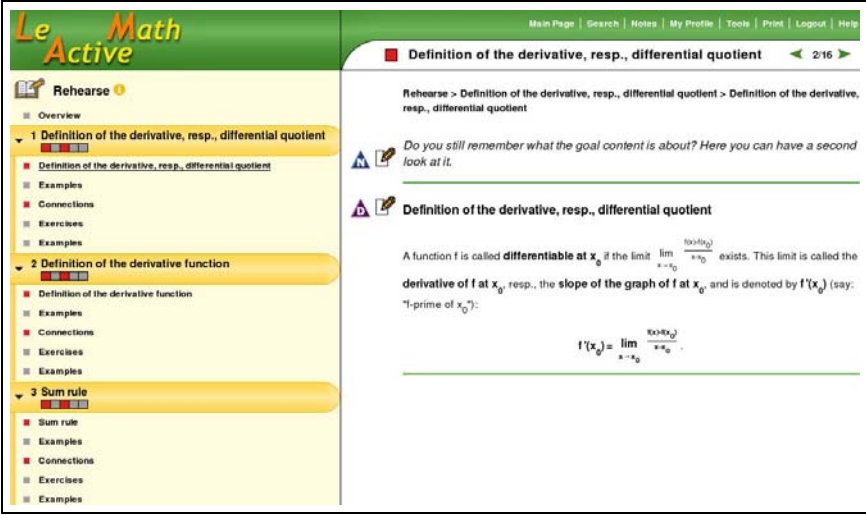 Le Math
Active
Main Page | Search | Notes | My Profile | Tools | Print | Logout | Help
Definition of the derivative, resp., differential quotient 2/16
Rehearse
Overview
1 Definition of the derivative, resp., differential quotient
Definition of the derivative, resp., differential quotient
Examples
Connections
Exercises
Examples
2 Definition of the derivative function
Definition of the derivative function
Examples
Connections
Exercises
Examples
3 Sum rule
Sum rule
Examples
Connections
Exercises
Examples
Rehearse > Definition of the derivative, resp., differential quotient > Definition of the derivative,
resp., differential quotient
N
Do you still remember what the goal content is about? Here you can have a second
look at it.
D
Definition of the derivative, resp., differential quotient
A function f is called differentiable at x₀ if the limit lim x→x₀ f(x)-f(x₀)/x-x₀ exists. This limit is called the
derivative of f at x₀, resp., the slope of the graph of f at x₀, and is denoted by f'(x₀) (say:
"f-prime of x₀"):
f'(x₀) = lim x→x₀ f(x)-f(x₀)/x-x₀ .